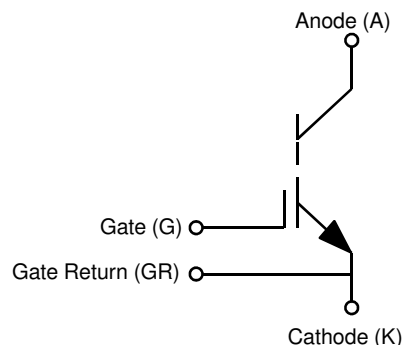 Anode (A)
Gate (G)
Gate Return (GR)
Cathode (K)